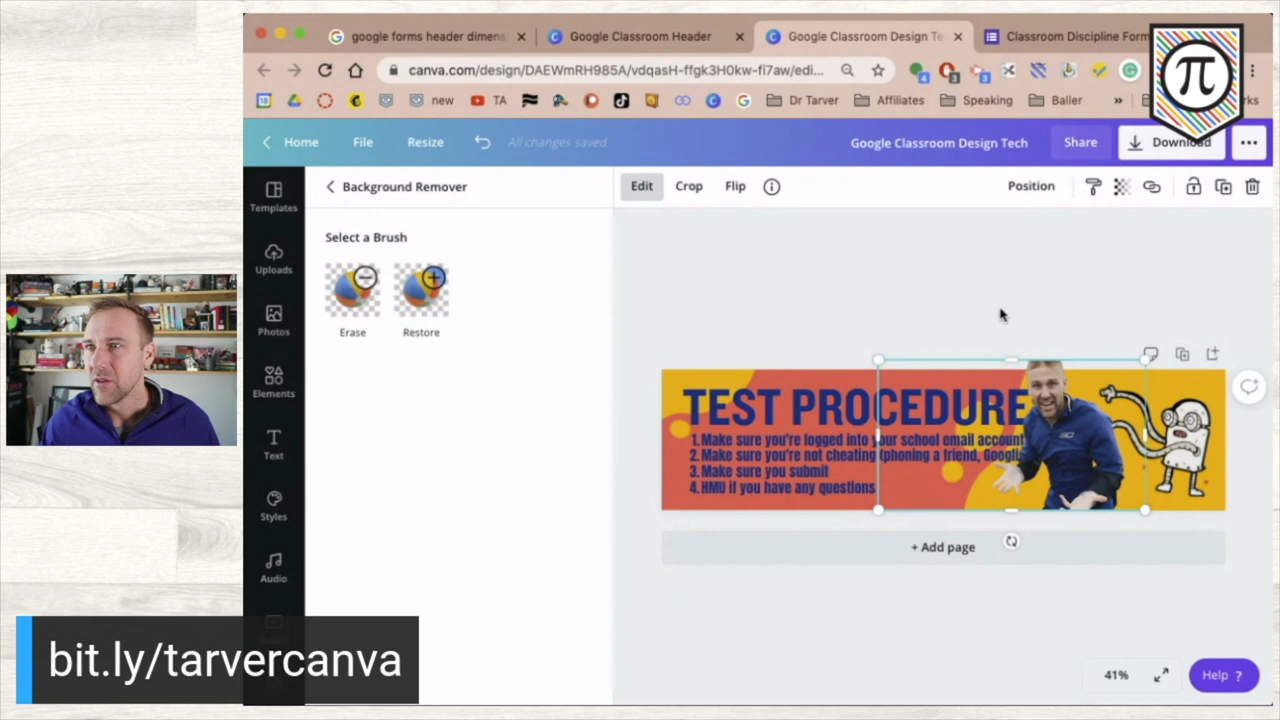 google forms header dimens
Google Classroom Header
Google Classroom Design Te
Classroom Discipline Form
canva.com/design/DAEWmRH985A/vdqasH-ffgk3H0kw-fi7aw/edi...
new
TA
Dr Tarver
Affiliates
Speaking
Baller
»
ks
Home
File
Resize
All changes saved
Google Classroom Design Tech
Share
Download
π
Templates
Uploads
Photos
Elements
Text
Styles
Audio
Background Remover
Select a Brush
Erase
Restore
Edit
Crop
Flip
Position
TEST PROCEDURE
1. Make sure you're logged into your school email account
2. Make sure you're not cheating (phoning a friend, Googli
3. Make sure you submit
4. HMU if you have any questions
+ Add page
41%
Help ?
bit.ly/tarvercanva